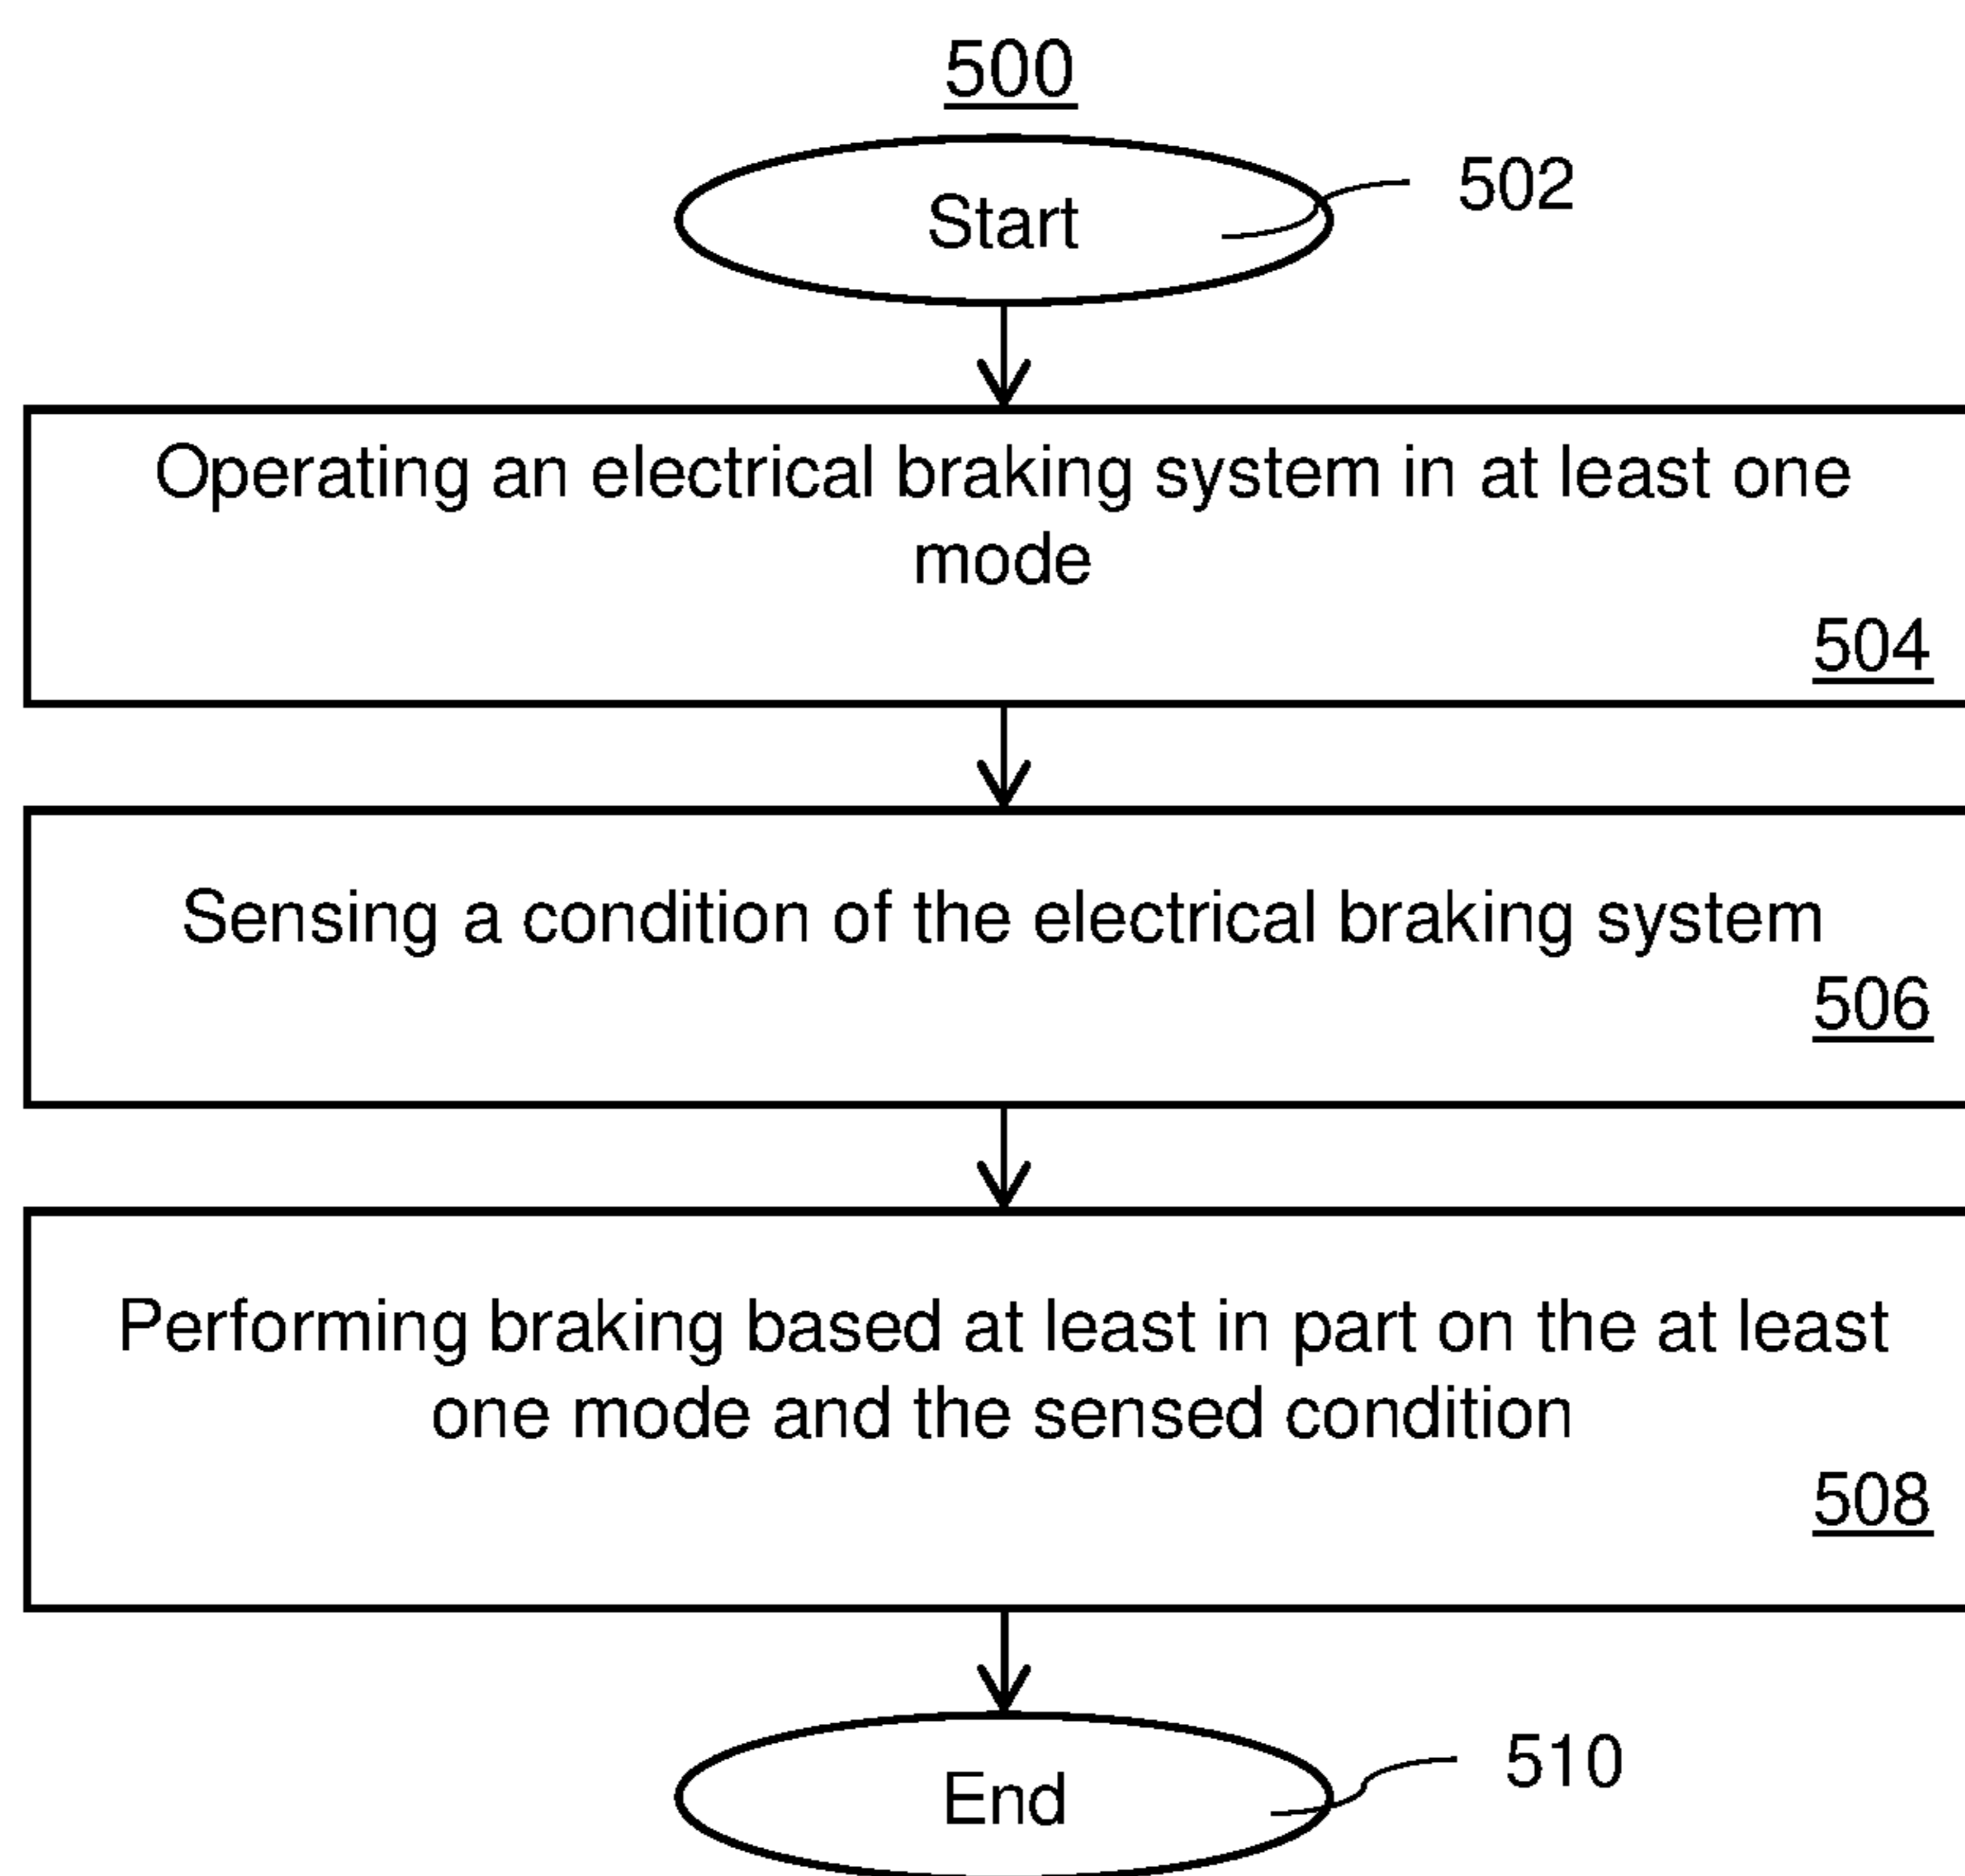 500
Start
502
Operating an electrical braking system in at least one
mode
504
Sensing a condition of the electrical braking system
506
Performing braking based at least in part on the at least
one mode and the sensed condition
508
End
510